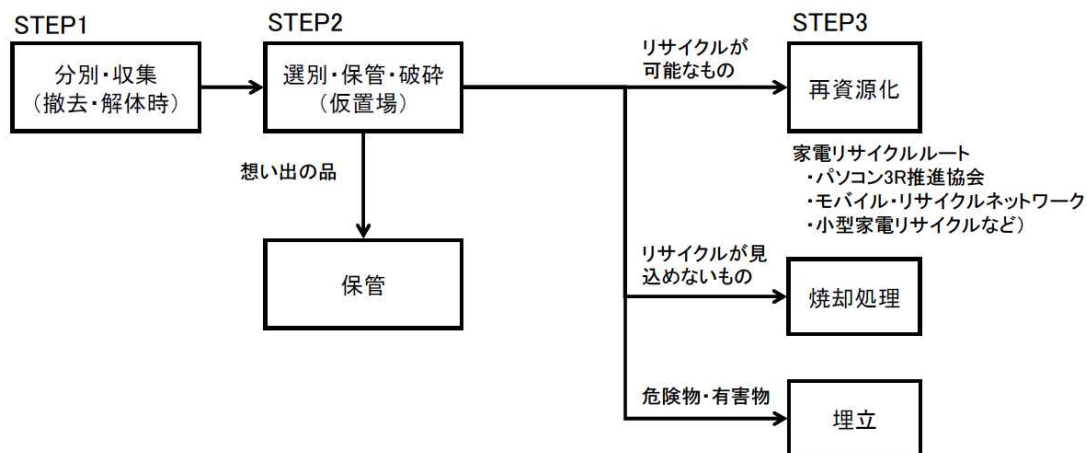 STEP1
分別・収集
(撤去・解体時)
STEP2
選別・保管・破砕
(仮置場)
想い出の品
保管
STEP3
リサイクルが
可能なもの
再資源化
家電リサイクルルート
・パソコン3R推進協会
・モバイル・リサイクルネットワーク
・小型家電リサイクルなど)
リサイクルが見
込めないもの
焼却処理
危険物・有害物
埋立